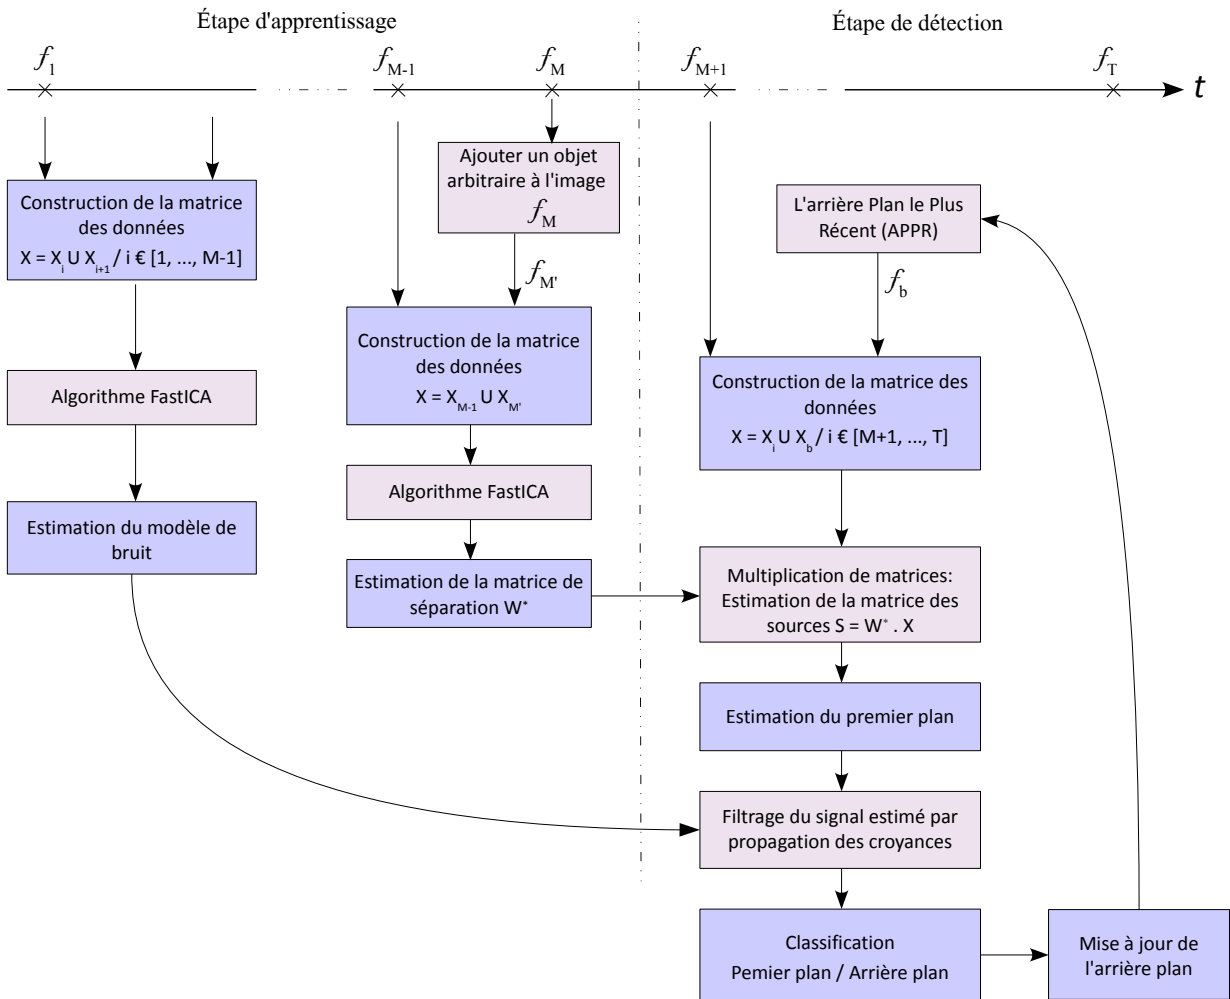 Étape d'apprentissage
Étape de détection
f1
fM-1
fM
fM+1
fT
t
Construction de la matrice
des données
X = Xi U Xi+1 / i € [1, ..., M-1]
Algorithme FastICA
Estimation du modèle de
bruit
Ajouter un objet
arbitraire à l'image
fM
fM'
Construction de la matrice
des données
X = XM-1 U XM'
Algorithme FastICA
Estimation de la matrice de
séparation W*
L'arrière Plan le Plus
Récent (APPR)
fb
Construction de la matrice des
données
X = Xi U Xb / i € [M+1, ..., T]
Multiplication de matrices:
Estimation de la matrice des
sources S = W* . X
Estimation du premier plan
Filtrage du signal estimé par
propagation des croyances
Classification
Pemier plan / Arrière plan
Mise à jour de
l'arrière plan